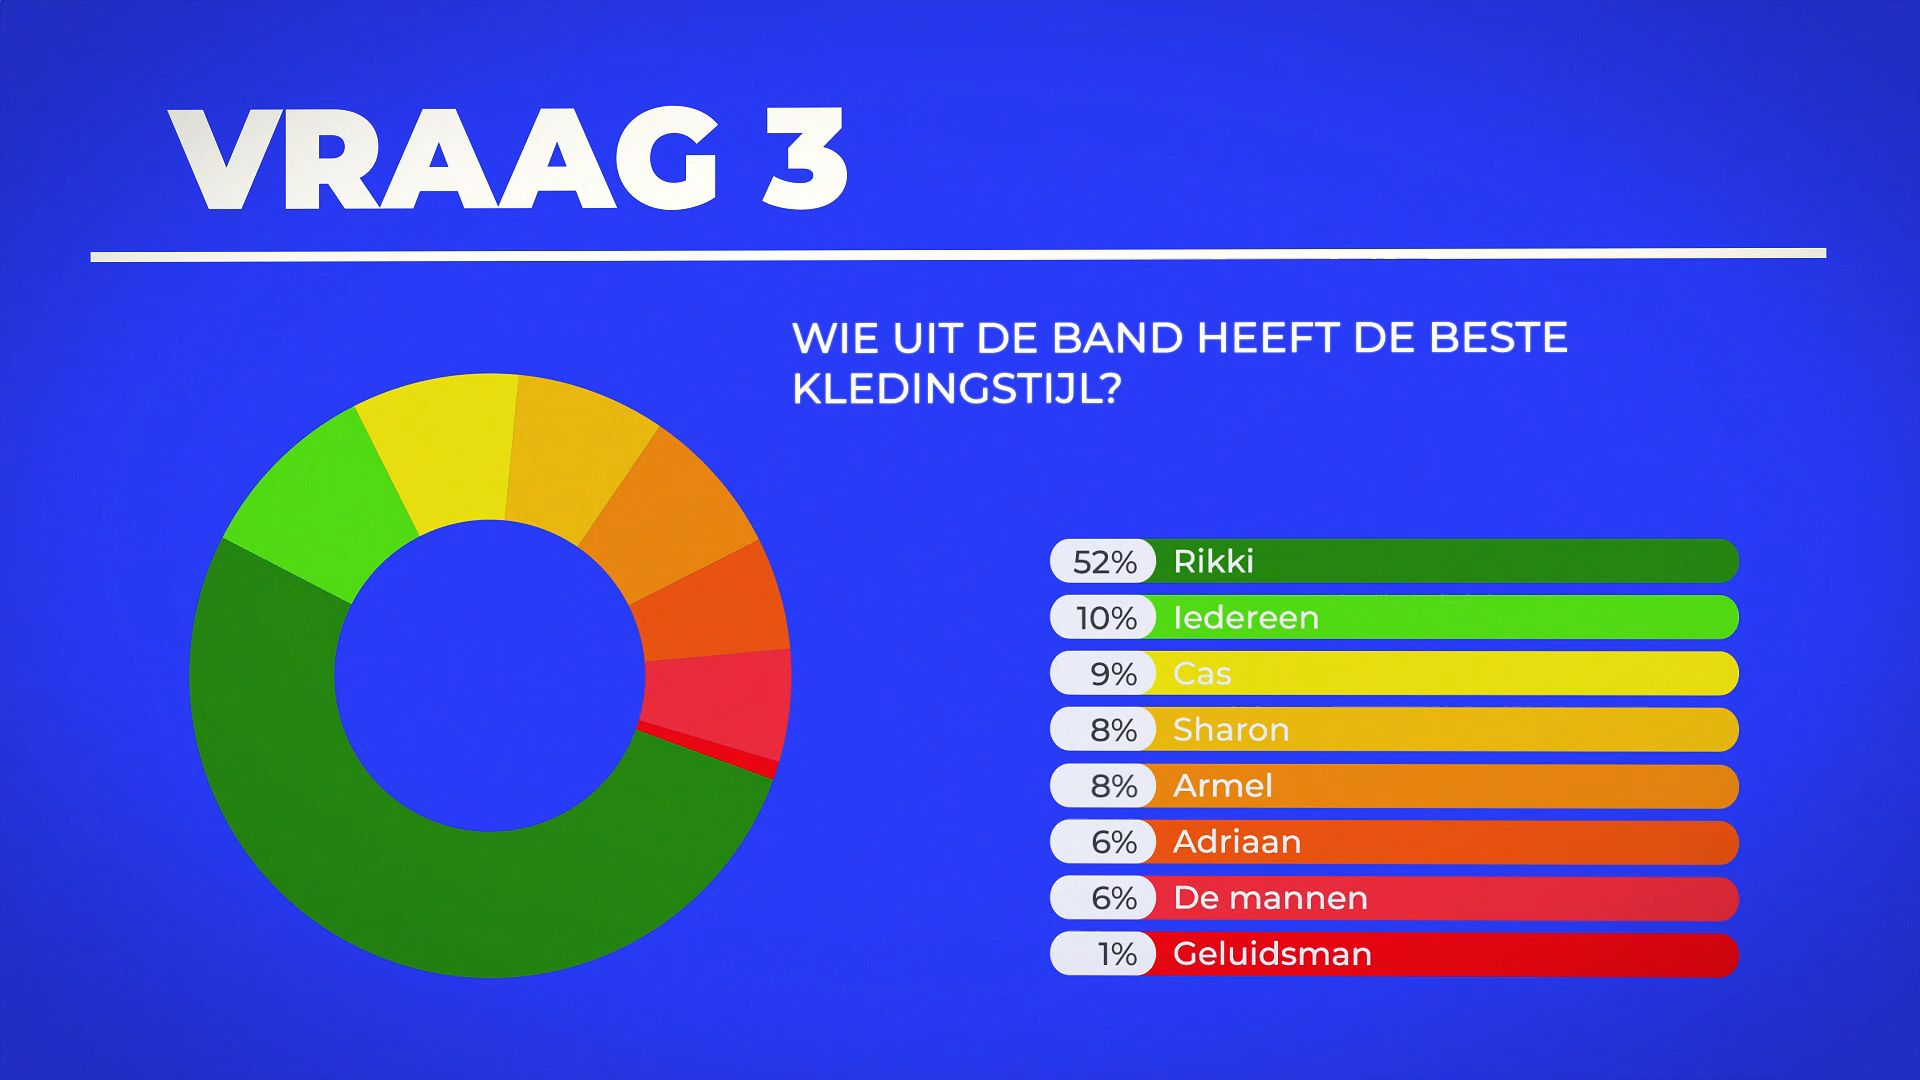 VRAAG 3
WIE UIT DE BAND HEEFT DE BESTE
KLEDINGSTIJL?
52% Rikki
10% Iedereen
9% Cas
8% Sharon
8% Armel
6% Adriaan
6% De mannen
1% Geluidsman